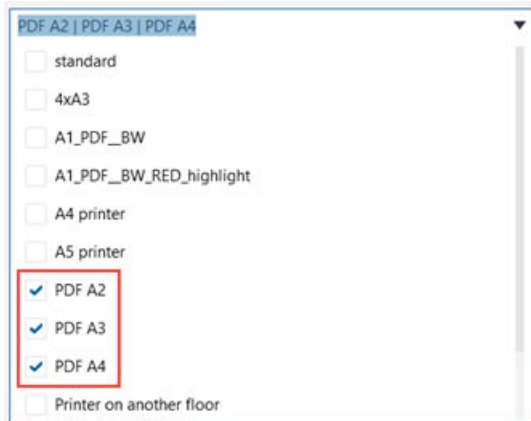 PDF A2 | PDF A3 | PDF A4
standard
4xA3
A1_PDF__BW
A1_PDF__BW_RED_highlight
A4 printer
A5 printer
PDF A2
PDF A3
PDF A4
Printer on another floor